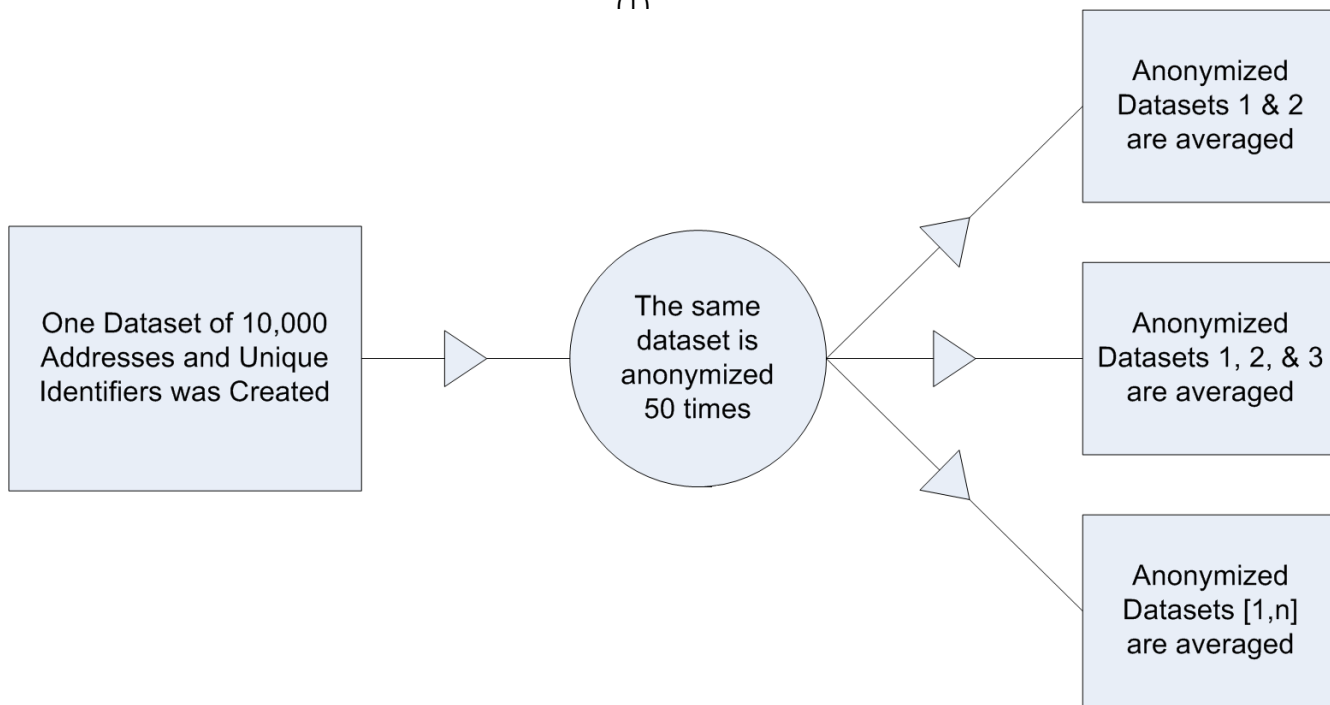 One Dataset of 10,000
Addresses and Unique
Identifiers was Created
The same
dataset is
anonymized
50 times
Anonymized
Datasets 1 & 2
are averaged
Anonymized
Datasets 1, 2, & 3
are averaged
Anonymized
Datasets [1,n]
are averaged